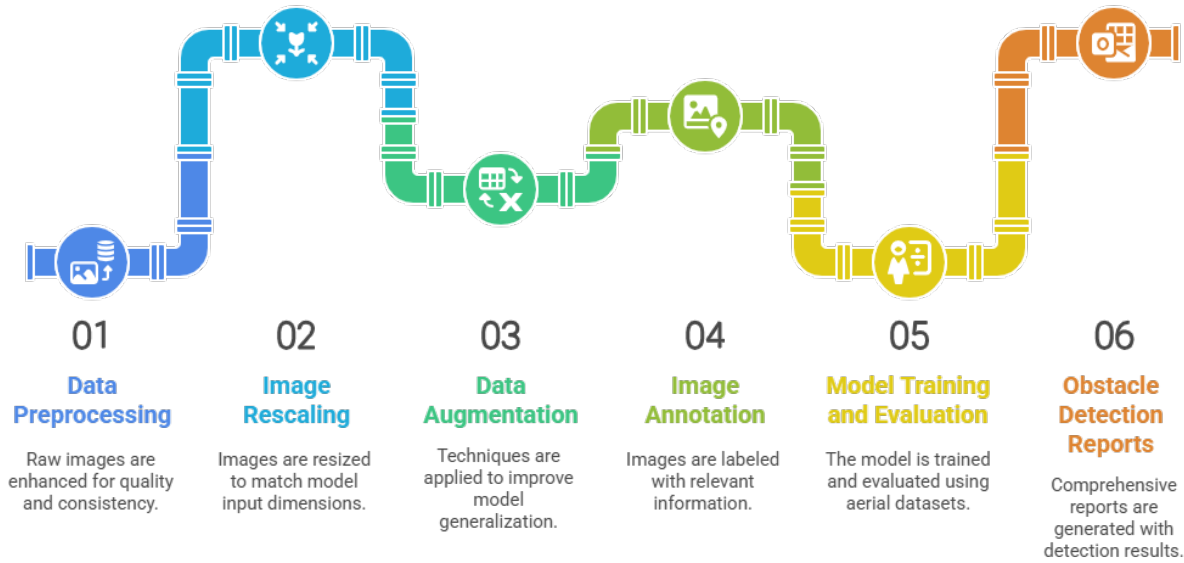 01
Data
Preprocessing
Raw images are
enhanced for quality
and consistency.
02
Image
Rescaling
Images are resized
to match model
input dimensions.
03
Data
Augmentation
Techniques are
applied to improve
model
generalization.
04
Image
Annotation
Images are labeled
with relevant
information.
05
Model Training
and Evaluation
The model is trained
and evaluated using
aerial datasets.
06
Obstacle
Detection
Reports
Comprehensive
reports are
generated with
detection results.